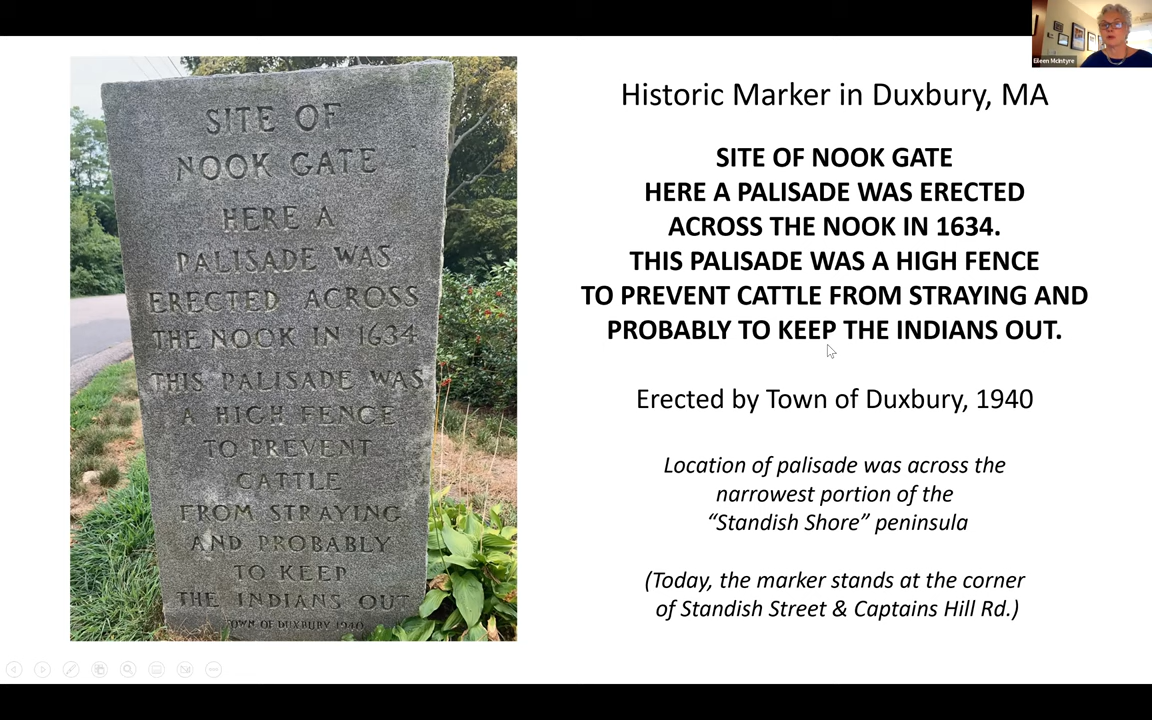 SITE OF
NOOK GATE
HERE A
PALISADE WAS
ERECTED ACROSS
THE NOOK IN 1634
THIS PALISADE WAS
A HIGH FENCE
TO PREVENT
CATTLE
FROM STRAYING
AND PROBABLY
TO KEEP
THE INDIANS OUT
TOWN OF DUXBURY 1940
Eileen McIntyre
Historic Marker in Duxbury, MA
SITE OF NOOK GATE
HERE A PALISADE WAS ERECTED
ACROSS THE NOOK IN 1634.
THIS PALISADE WAS A HIGH FENCE
TO PREVENT CATTLE FROM STRAYING AND
PROBABLY TO KEEP THE INDIANS OUT.
Erected by Town of Duxbury, 1940
Location of palisade was across the
narrowest portion of the
“Standish Shore” peninsula
(Today, the marker stands at the corner
of Standish Street & Captains Hill Rd.)